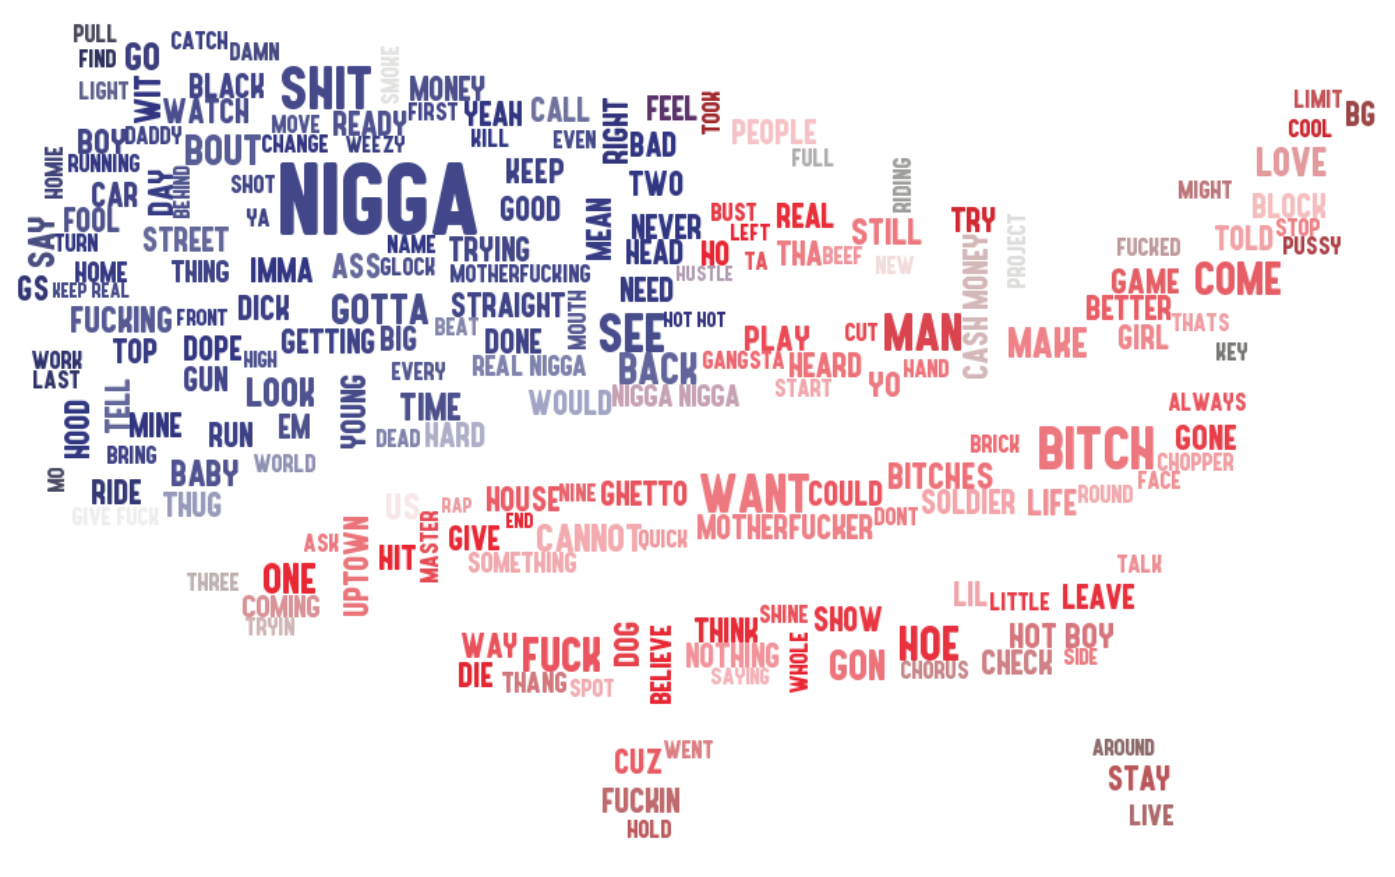 PULL
FIND
GO
CATCH
DAMN
LIGHT
WIT
BLACK
SHIT
SMOKE
MONEY
WATCH
MOVE
READY
FIRST
YEAH
CALL
RIGHT
FEEL
TOOK
PEOPLE
LIMIT
BG
COOL
BOY
DADDY
BOUT
CHANGE
WEEZY
KILL
EVEN
BAD
FULL
LOVE
HOMIE
RUNNING
DAY
BEHIND
SHOT
NIGGA
KEEP
TWO
RIDING
MIGHT
CAR
YA
GOOD
MEAN
NEVER
BUST
REAL
STILL
TRY
BLOCK
SAY
FOOL
STREET
LEFT
PROJECT
STOP
TURN
NAME
TRYING
HEAD
HO
TA
THA
BEEF
NEW
CASH MONEY
FUCKED
TOLD
PUSSY
HOME
THING
IMMA
ASS
GLOCK
MOTHERFUCKING
HUSTLE
GS
KEEP REAL
NEED
GAME
COME
FUCKING
FRONT
DICK
GOTTA
STRAIGHT
MOUTH
SEE
HOT HOT
BETTER
THATS
BEAT
PLAY
CUT
MAN
MAKE
GIRL
KEY
WORK
TOP
DOPE
HIGH
GETTING
BIG
DONE
LAST
GUN
EVERY
REAL NIGGA
BACK
GANGSTA
HEARD
HAND
TELL
LOOK
YOUNG
TIME
WOULD
NIGGA NIGGA
START
YO
ALWAYS
HOOD
MINE
RUN
EM
DEAD
HARD
BRICK
BITCH
GONE
BRING
WORLD
CHOPPER
MO
BABY
BITCHES
FACE
RIDE
THUG
US
RAP
HOUSE
NINE
GHETTO
WANT
COULD
SOLDIER
LIFE
ROUND
GIVE FUCK
END
MOTHERFUCKER
DONT
ASK
UPTOWN
HIT
MASTER
GIVE
CANNOT
QUICK
SOMETHING
TALK
THREE
ONE
COMING
TRYIN
LIL
LITTLE
LEAVE
WAY
FUCK
DOG
BELIEVE
THINK
SHINE
SHOW
HOE
HOT BOY
DIE
THANG
SPOT
NOTHING
SAYING
WHOLE
GON
CHORUS
CHECK
SIDE
CUZ
WENT
AROUND
FUCKIN
STAY
HOLD
LIVE